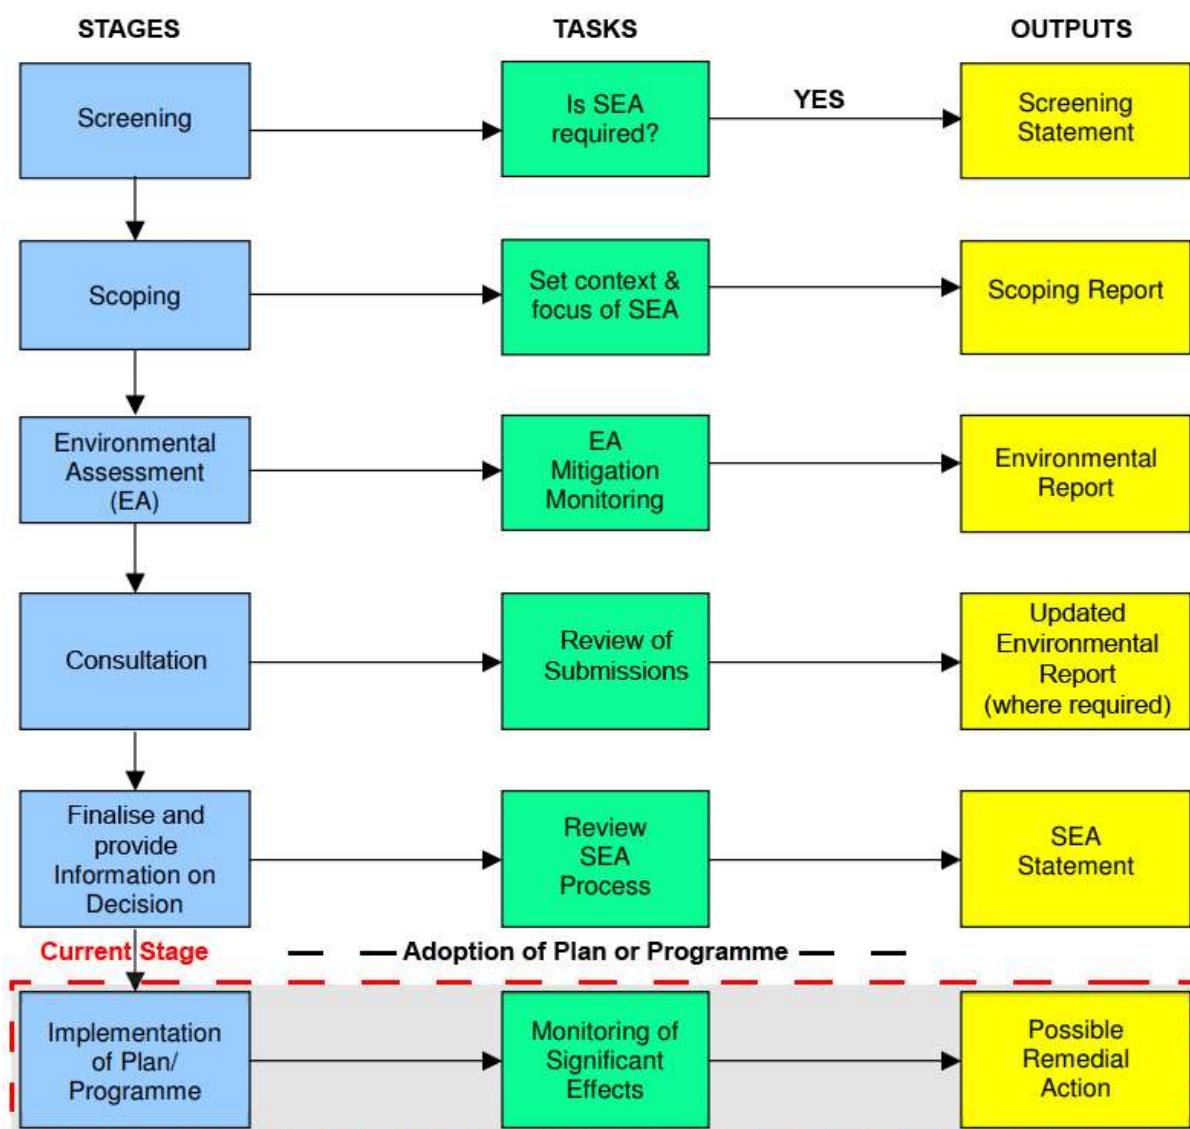 STAGES
TASKS
OUTPUTS
Screening
Is SEA
required?
YES
Screening
Statement
Scoping
Set context &
focus of SEA
Scoping Report
Environmental
Assessment
(EA)
EA
Mitigation
Monitoring
Environmental
Report
Consultation
Review of
Submissions
Updated
Environmental
Report
(where required)
Finalise and
provide
Information on
Decision
Review
SEA
Process
SEA
Statement
Current Stage
Adoption of Plan or Programme
Implementation
of Plan/
Programme
Monitoring of
Significant
Effects
Possible
Remedial
Action